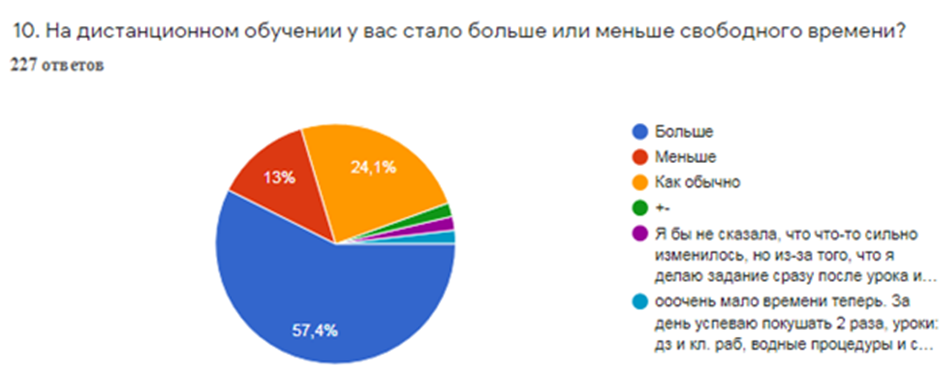 10. На дистанционном обучении у вас стало больше или меньше свободного времени?
227 ответов
13%
24,1%
57,4%
Больше
Меньше
Как обычно
+-
Я бы не сказала, что что-то сильно
изменилось, но из-за того, что я
делаю задание сразу после урока и...
ооочень мало времени теперь. За
день успеваю покушать 2 раза, уроки:
дз и кл. раб, водные процедуры и с...